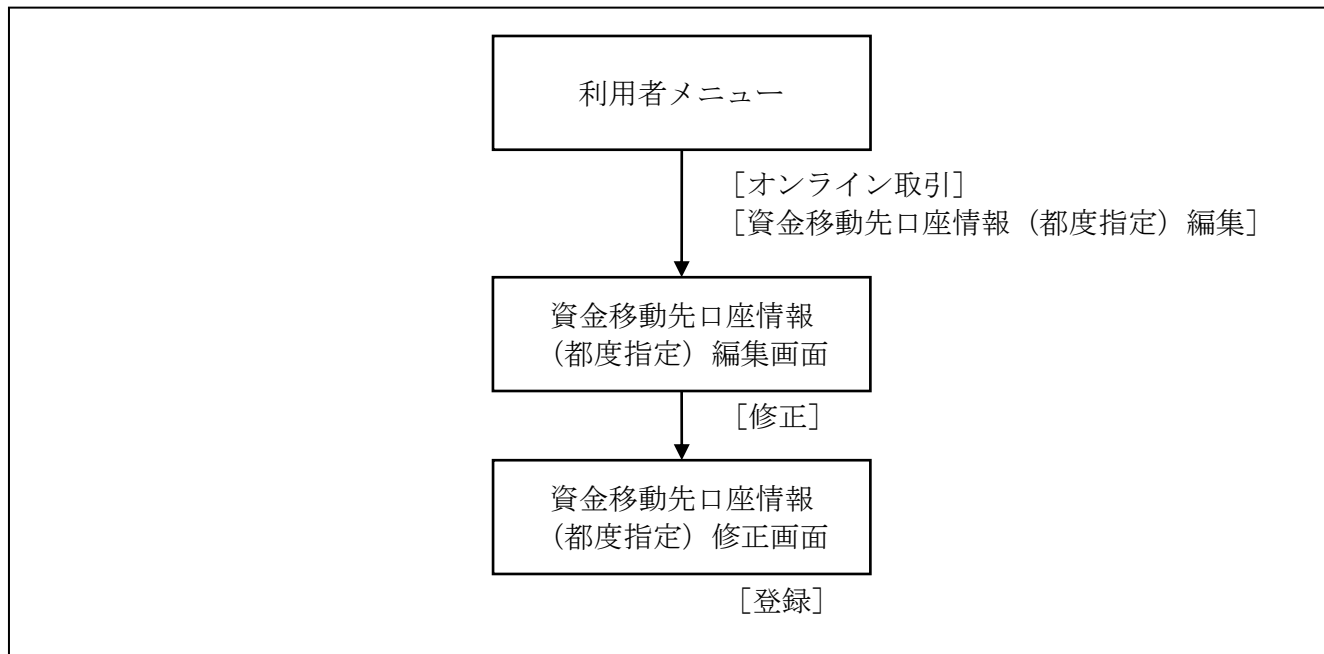 利用者メニュー
［オンライン取引］
［資金移動先口座情報（都度指定）編集］
資金移動先口座情報
（都度指定）編集画面
［修正］
資金移動先口座情報
（都度指定）修正画面
［登録］